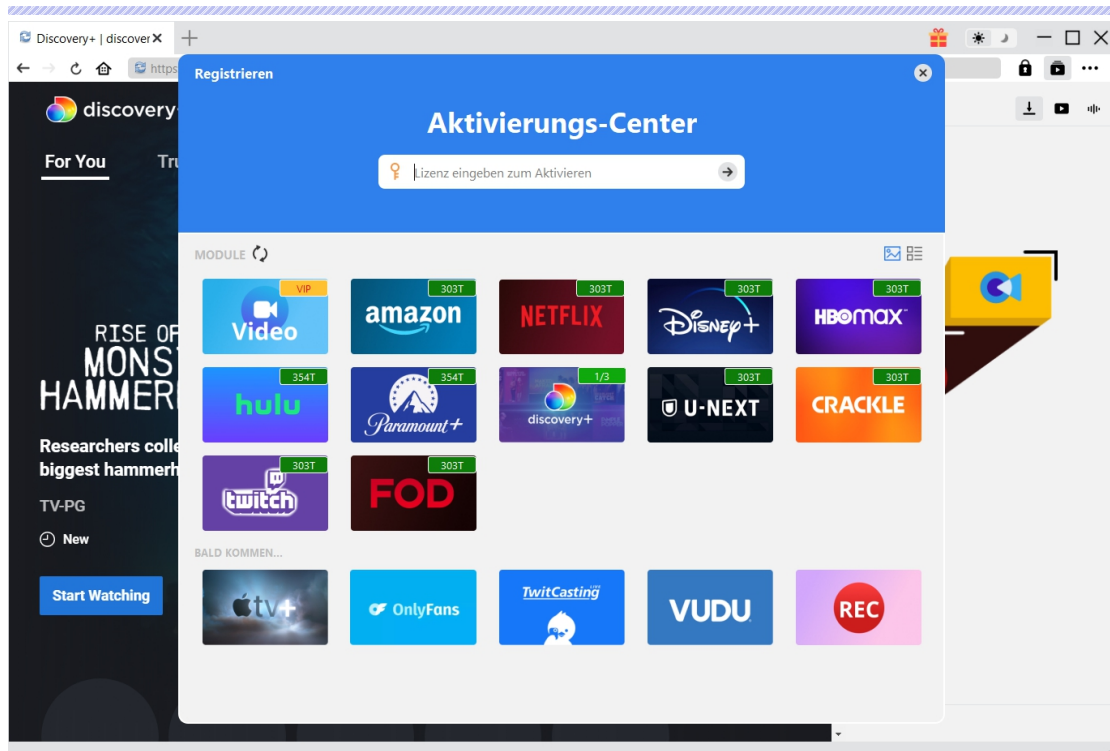 Discovery+ | discover
https
Registrieren
discovery
Aktivierungs-Center
For You
Lizenz eingeben zum Aktivieren
MODULE
VIP
303T
303T
303T
303T
Video
amazon
NETFLIX
Disney+
HBOMAX
RISE OF
354T
354T
1/3
303T
303T
hulu
Paramount+
discovery+
U-NEXT
CRACKLE
Researchers colle
biggest hammerh
303T
303T
TV-PG
twitch
FOD
New
BALD KOMMEN...
Start Watching
tv+
OnlyFans
TwitCasting
LIVE
VUDU
REC